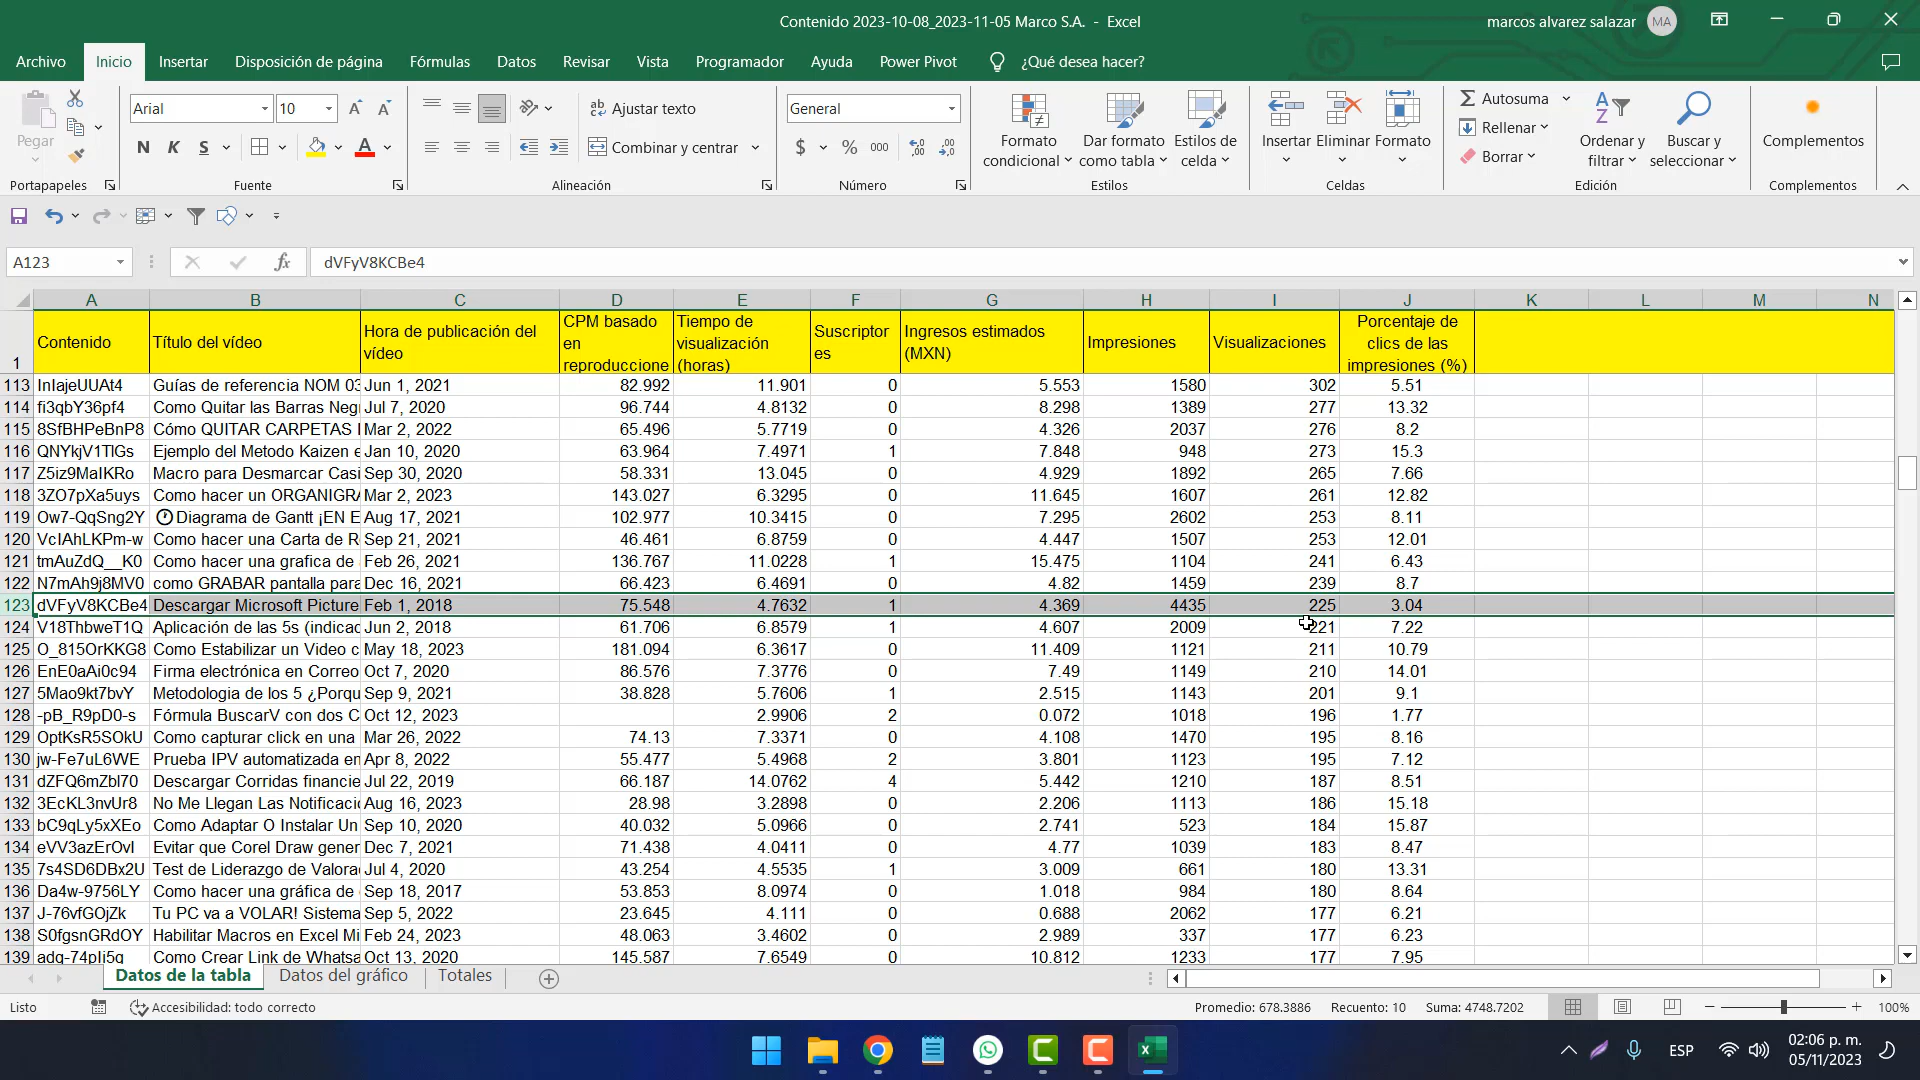 Contenido 2023-10-08_2023-11-05 Marco S.A. - Excel
marcos alvarez salazar MA
Archivo Inicio Insertar Disposición de página Fórmulas Datos Revisar Vista Programador Ayuda Power Pivot ¿Qué desea hacer?
Pegar
Portapapeles
Arial 10
N K S
Fuente
Ajustar texto
Combinar y centrar
Alineación
General
$ % 000
Número
Formato condicional
Dar formato como tabla
Estilos de celda
Estilos
Insertar Eliminar Formato
Celdas
Autosuma
Rellenar
Borrar
Ordenar y filtrar
Buscar y seleccionar
Edición
Complementos
Complementos
A123 fx dVFyV8KCBe4
A B C D E F G H I J K L M N
1 Contenido Título del vídeo Hora de publicación del vídeo CPM basado en reproduccione Tiempo de visualización (horas) Suscriptores Ingresos estimados (MXN) Impresiones Visualizaciones Porcentaje de clics de las impresiones (%)
113 InIajeUUAt4 Guías de referencia NOM 03 Jun 1, 2021 82.992 11.901 0 5.553 1580 302 5.51
114 fi3qbY36pf4 Como Quitar las Barras Neg Jul 7, 2020 96.744 4.8132 0 8.298 1389 277 13.32
115 8SfBHPeBnP8 Cómo QUITAR CARPETAS Mar 2, 2022 65.496 5.7719 0 4.326 2037 276 8.2
116 QNYkjV1TlGs Ejemplo del Metodo Kaizen e Jan 10, 2020 63.964 7.4971 1 7.848 948 273 15.3
117 Z5iz9MaIKRo Macro para Desmarcar Casi Sep 30, 2020 58.331 13.045 0 4.929 1892 265 7.66
118 3ZO7pXa5uys Como hacer un ORGANIGRA Mar 2, 2023 143.027 6.3295 0 11.645 1607 261 12.82
119 Ow7-QqSng2Y Diagrama de Gantt ¡EN E Aug 17, 2021 102.977 10.3415 0 7.295 2602 253 8.11
120 VcIAhLKPm-w Como hacer una Carta de R Sep 21, 2021 46.461 6.8759 0 4.447 1507 253 12.01
121 tmAuZdQ__K0 Como hacer una grafica de Feb 26, 2021 136.767 11.0228 1 15.475 1104 241 6.43
122 N7mAh9j8MV0 como GRABAR pantalla para Dec 16, 2021 66.423 6.4691 0 4.82 1459 239 8.7
123 dVFyV8KCBe4 Descargar Microsoft Picture Feb 1, 2018 75.548 4.7632 1 4.369 4435 225 3.04
124 V18ThbweT1Q Aplicación de las 5s (indicac Jun 2, 2018 61.706 6.8579 1 4.607 2009 221 7.22
125 O_815OrKKG8 Como Estabilizar un Video c May 18, 2023 181.094 6.3617 0 11.409 1121 211 10.79
126 EnE0aAi0c94 Firma electrónica en Correo Oct 7, 2020 86.576 7.3776 0 7.49 1149 210 14.01
127 5Mao9kt7bvY Metodologia de los 5 ¿Porqu Sep 9, 2021 38.828 5.7606 1 2.515 1143 201 9.1
128 -pB_R9pD0-s Fórmula BuscarV con dos C Oct 12, 2023 2.9906 2 0.072 1018 196 1.77
129 OptKsR5SOkU Como capturar click en una Mar 26, 2022 74.13 7.3371 0 4.108 1470 195 8.16
130 jw-Fe7uL6WE Prueba IPV automatizada en Apr 8, 2022 55.477 5.4968 2 3.801 1123 195 7.12
131 dZFQ6mZbl70 Descargar Corridas financie Jul 22, 2019 66.187 14.0762 4 5.442 1210 187 8.51
132 3EcKL3nvUr8 No Me Llegan Las Notificaci Aug 16, 2023 28.98 3.2898 0 2.206 1113 186 15.18
133 bC9qLy5xXEo Como Adaptar O Instalar Un Sep 10, 2020 40.032 5.0966 0 2.741 523 184 15.87
134 eVV3azErOvI Evitar que Corel Draw gener Dec 7, 2021 71.438 4.0411 0 4.77 1039 183 8.47
135 7s4SD6DBx2U Test de Liderazgo de Valora Jul 4, 2020 43.254 4.5535 1 3.009 661 180 13.31
136 Da4w-9756LY Como hacer una gráfica de Sep 18, 2017 53.853 8.0974 0 1.018 984 180 8.64
137 J-76vfGOjZk Tu PC va a VOLAR! Sistema Sep 5, 2022 23.645 4.111 0 0.688 2062 177 6.21
138 S0fgsnGRdOY Habilitar Macros en Excel Mi Feb 24, 2023 48.063 3.4602 0 2.989 337 177 6.23
139 adq-74pIi5g Como Crear Link de Whatsa Oct 13, 2020 145.587 7.6549 0 10.812 1233 177 7.95
Datos de la tabla Datos del gráfico Totales
Listo Accesibilidad: todo correcto Promedio: 678.3886 Recuento: 10 Suma: 4748.7202 100%
ESP 02:06 p. m.
05/11/2023